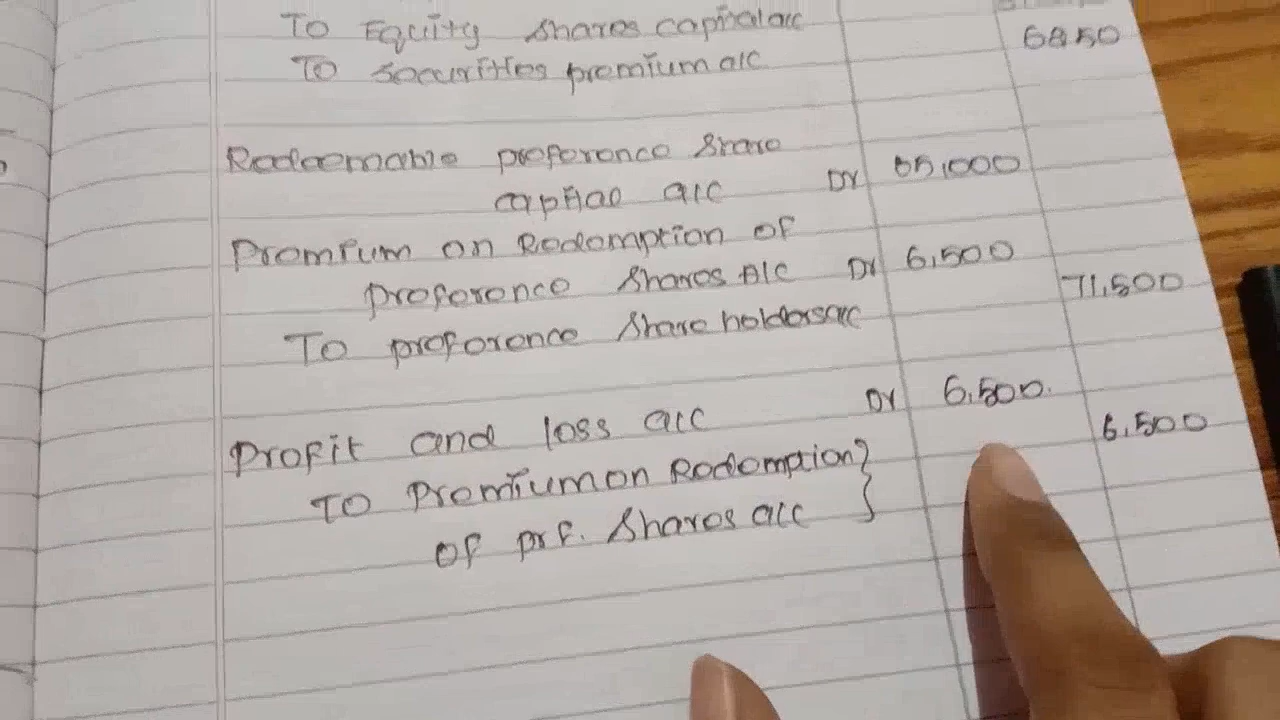 To Equity Shares capital a/c
To Securities premium a/c 6850
Redeemable preference Share
capital a/c Dr 65,000
Premium on Redemption of
preference Shares A/c Dr 6,500
To preference Share holders a/c 71,500
Profit and loss a/c Dr 6,500.
To Premium on Redemption 6,500
of prf. Shares a/c